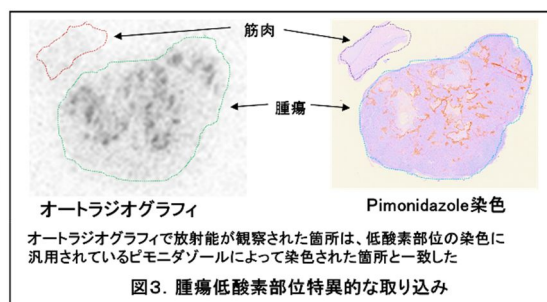 筋肉
腫瘍
オートラジオグラフィ
Pimonidazole染色
オートラジオグラフィで放射能が観察された箇所は、低酸素部位の染色に
汎用されているピモニダゾールによって染色された箇所と一致した
図3. 腫瘍低酸素部位特異的な取り込み